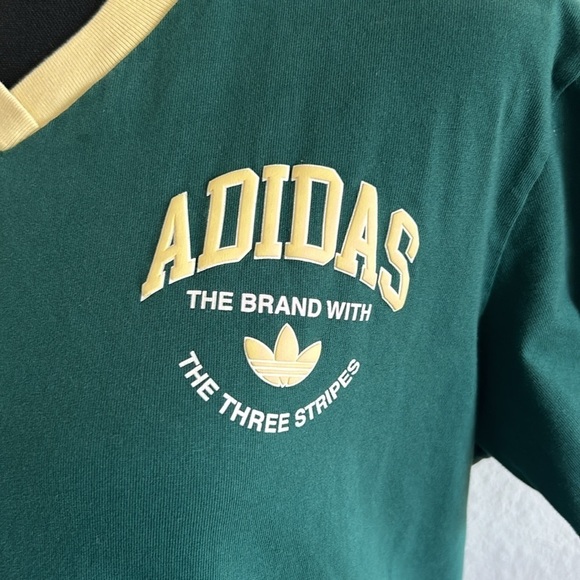 ADIDAS
THE BRAND WITH
THE THREE STRIPES